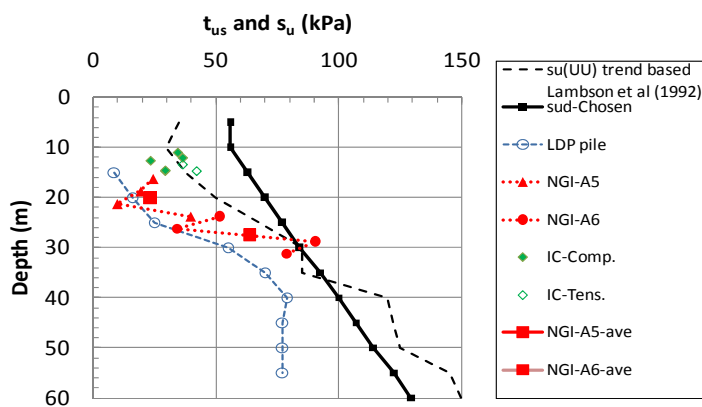 t_us and s_u (kPa)
0 50 100 150
Depth (m)
0
10
20
30
40
50
60
su(UU) trend based
Lambson et al (1992)
sud-Chosen
LDP pile
NGI-A5
NGI-A6
IC-Comp.
IC-Tens.
NGI-A5-ave
NGI-A6-ave